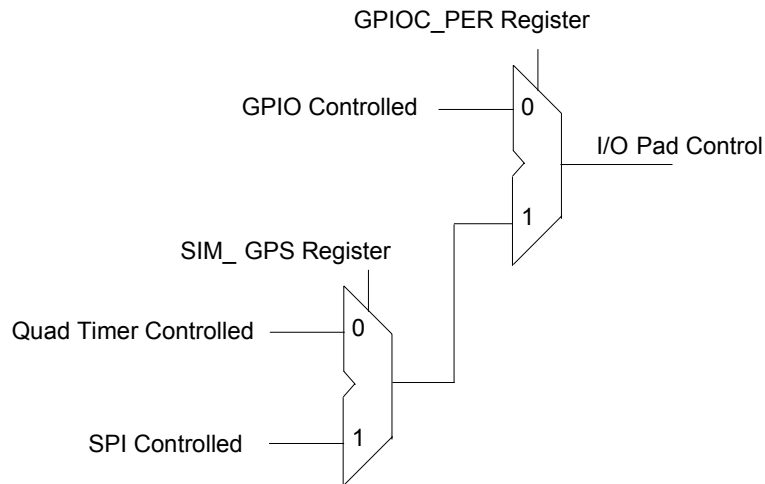 GPIOC_PER Register
GPIO Controlled
0
I/O Pad Control
1
SIM_ GPS Register
Quad Timer Controlled
0
SPI Controlled
1